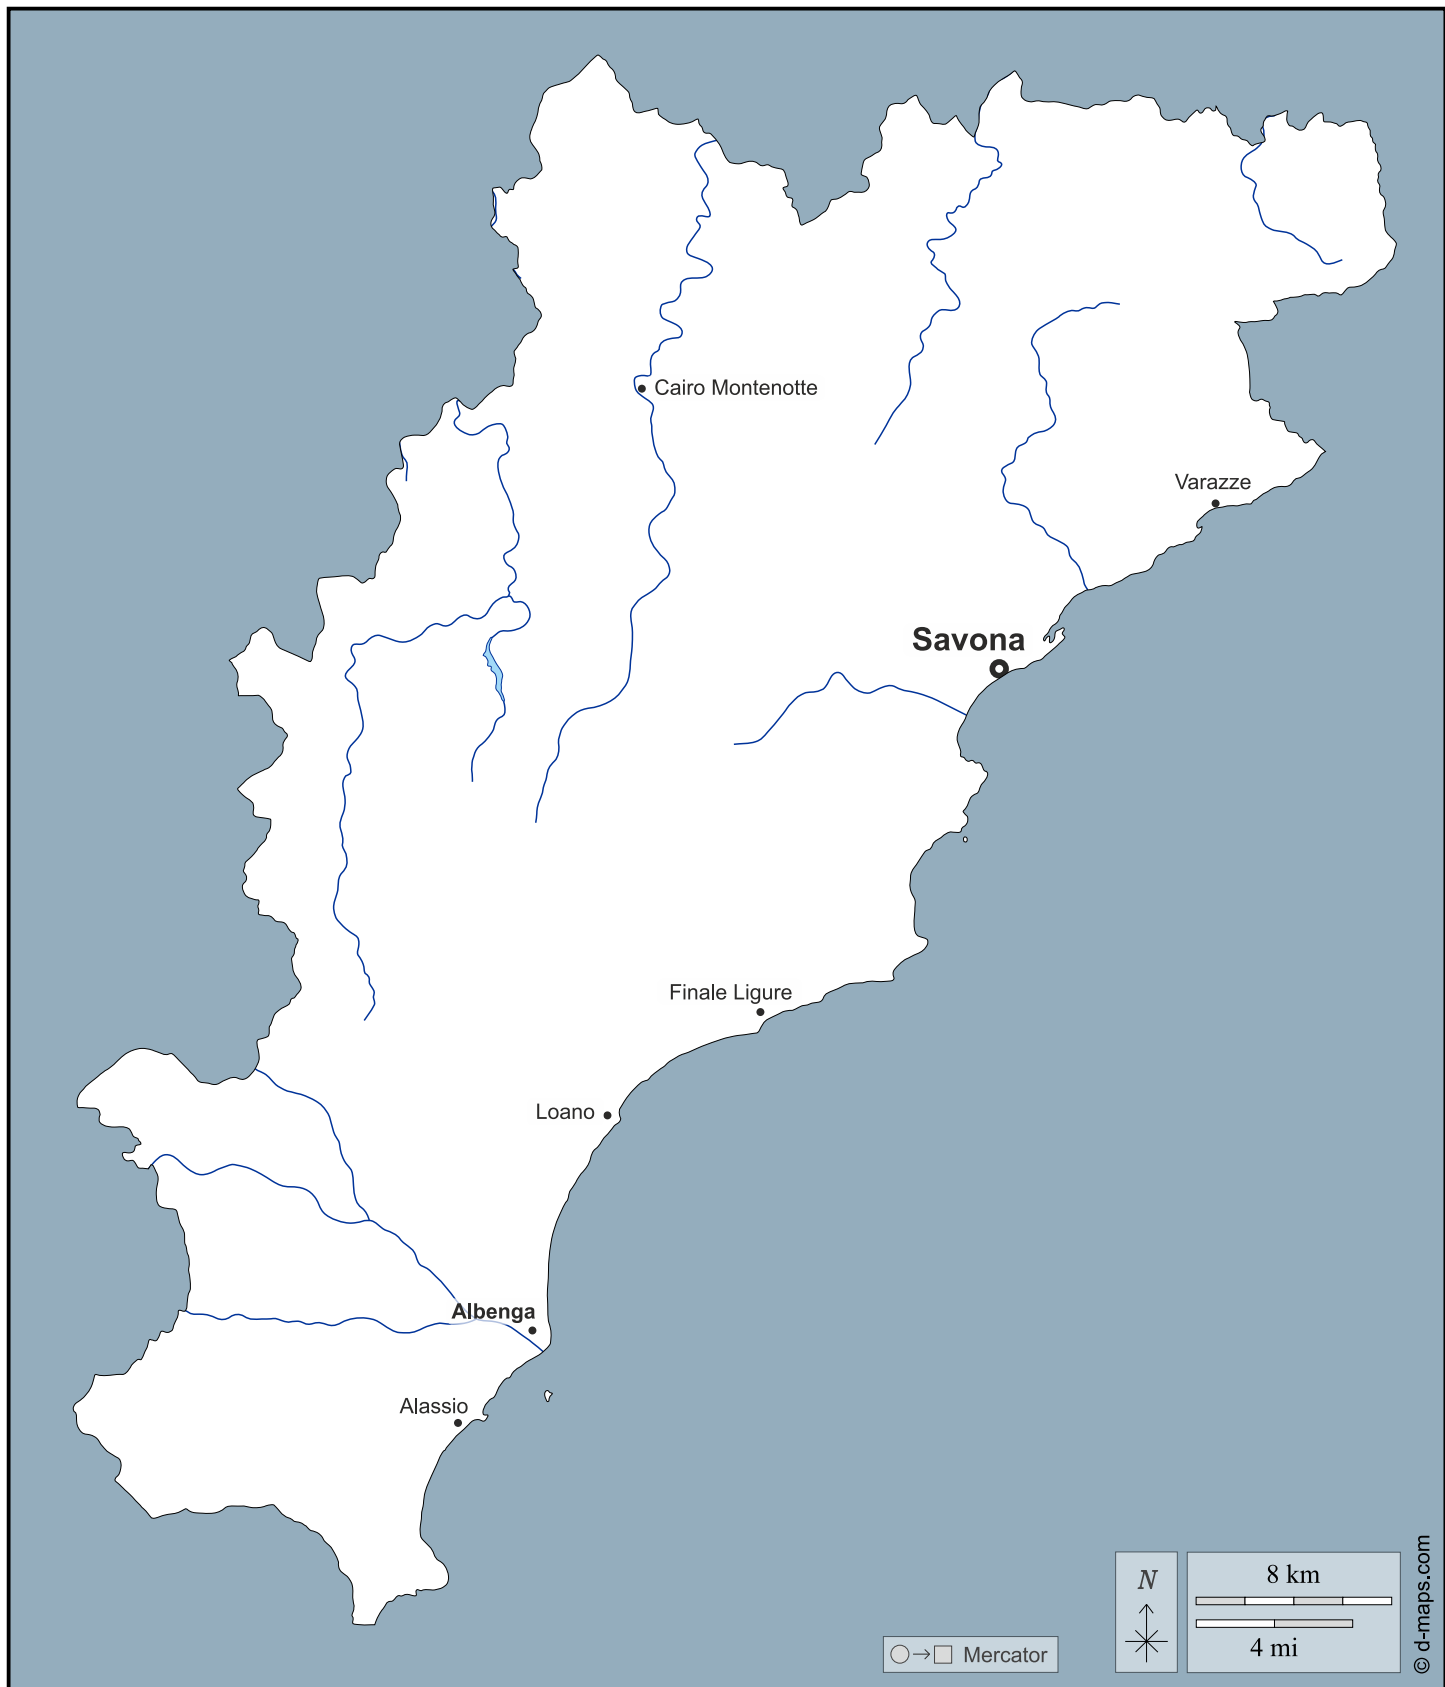 Cairo Montenotte
Varazze
Savona
Finale Ligure
Loano
Albenga
Alassio
N
8 km
4 mi
Mercator
© d-maps.com